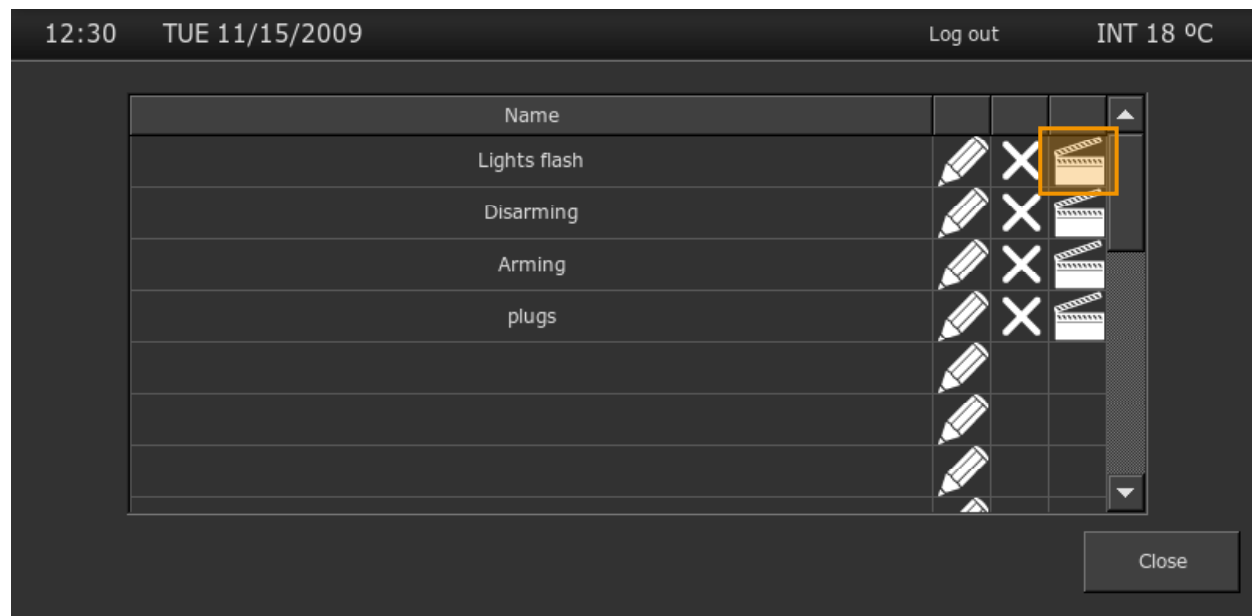 12:30 TUE 11/15/2009 Log out INT 18 ºC
Name
Lights flash
Disarming
Arming
plugs
Close